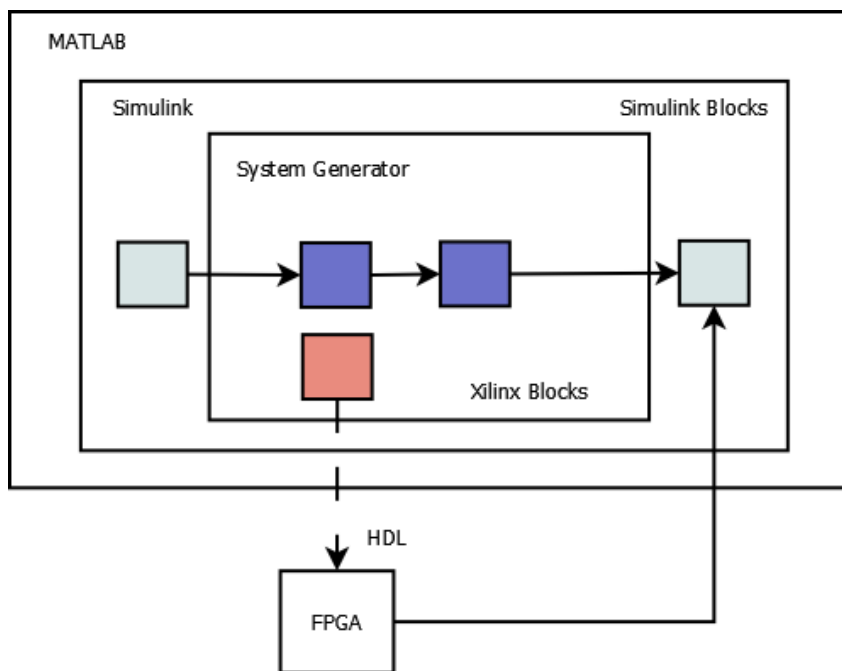 MATLAB
Simulink
Simulink Blocks
System Generator
Xilinx Blocks
HDL
FPGA